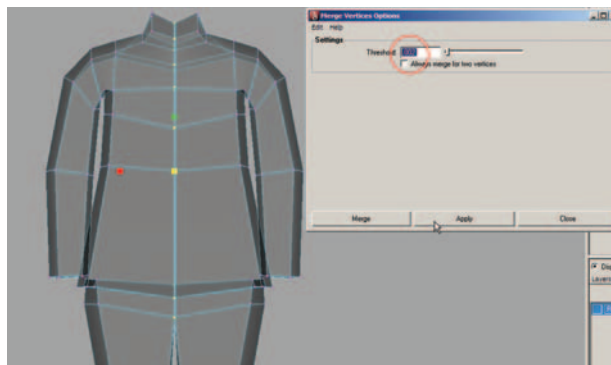 Merge Vertices Options
Edit Help
Settings
Threshold
Always merge for two vertices
Merge Apply Close